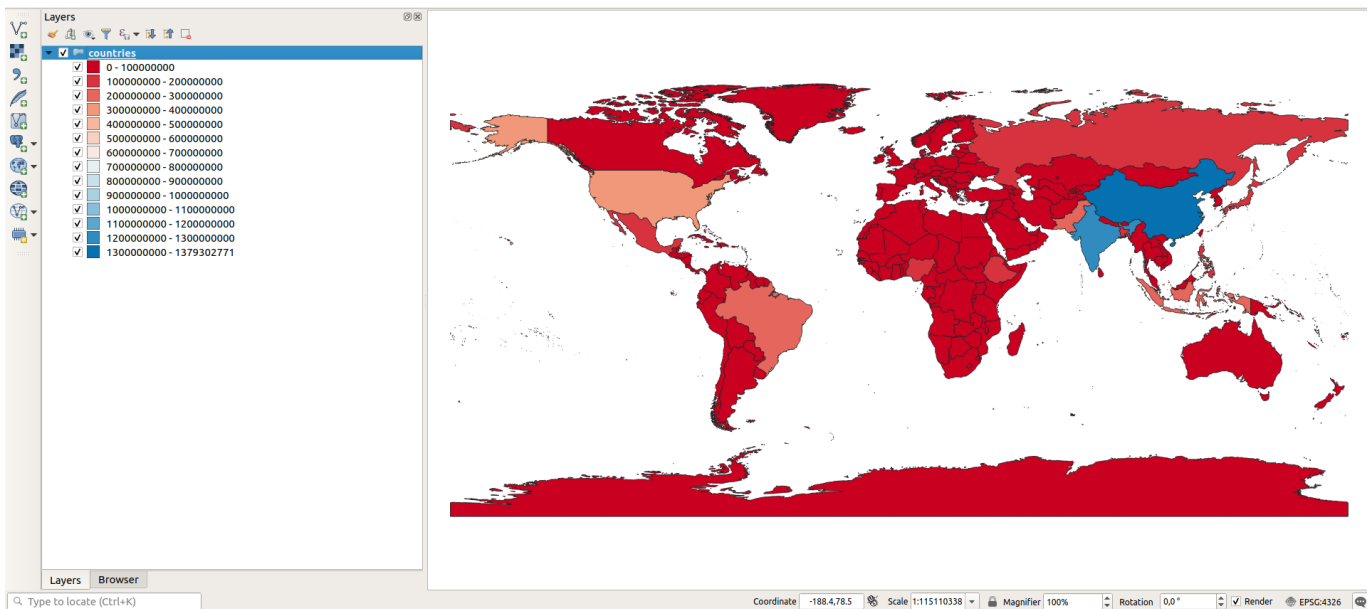 Layers
countries
0 - 100000000
100000000 - 200000000
200000000 - 300000000
300000000 - 400000000
400000000 - 500000000
500000000 - 600000000
600000000 - 700000000
700000000 - 800000000
800000000 - 900000000
900000000 - 1000000000
1000000000 - 1100000000
1100000000 - 1200000000
1200000000 - 1300000000
1300000000 - 1379302771
Layers Browser
Type to locate (Ctrl+K) Coordinate -188.4,78.5 Scale 1:115110338 Magnifier 100% Rotation 0,0 ° Render EPSG:4326